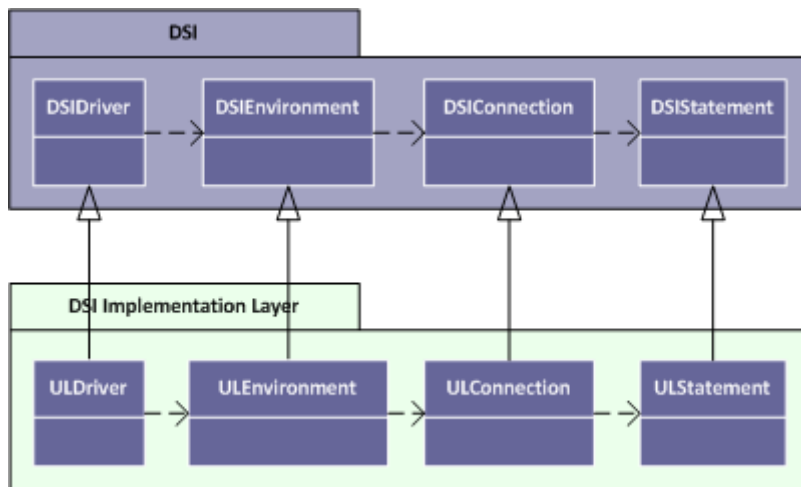 DSI
DSIDriver
DSIEnvironment
DSIConnection
DSIStatement
DSI Implementation Layer
ULDriver
ULEnvironment
ULConnection
ULStatement